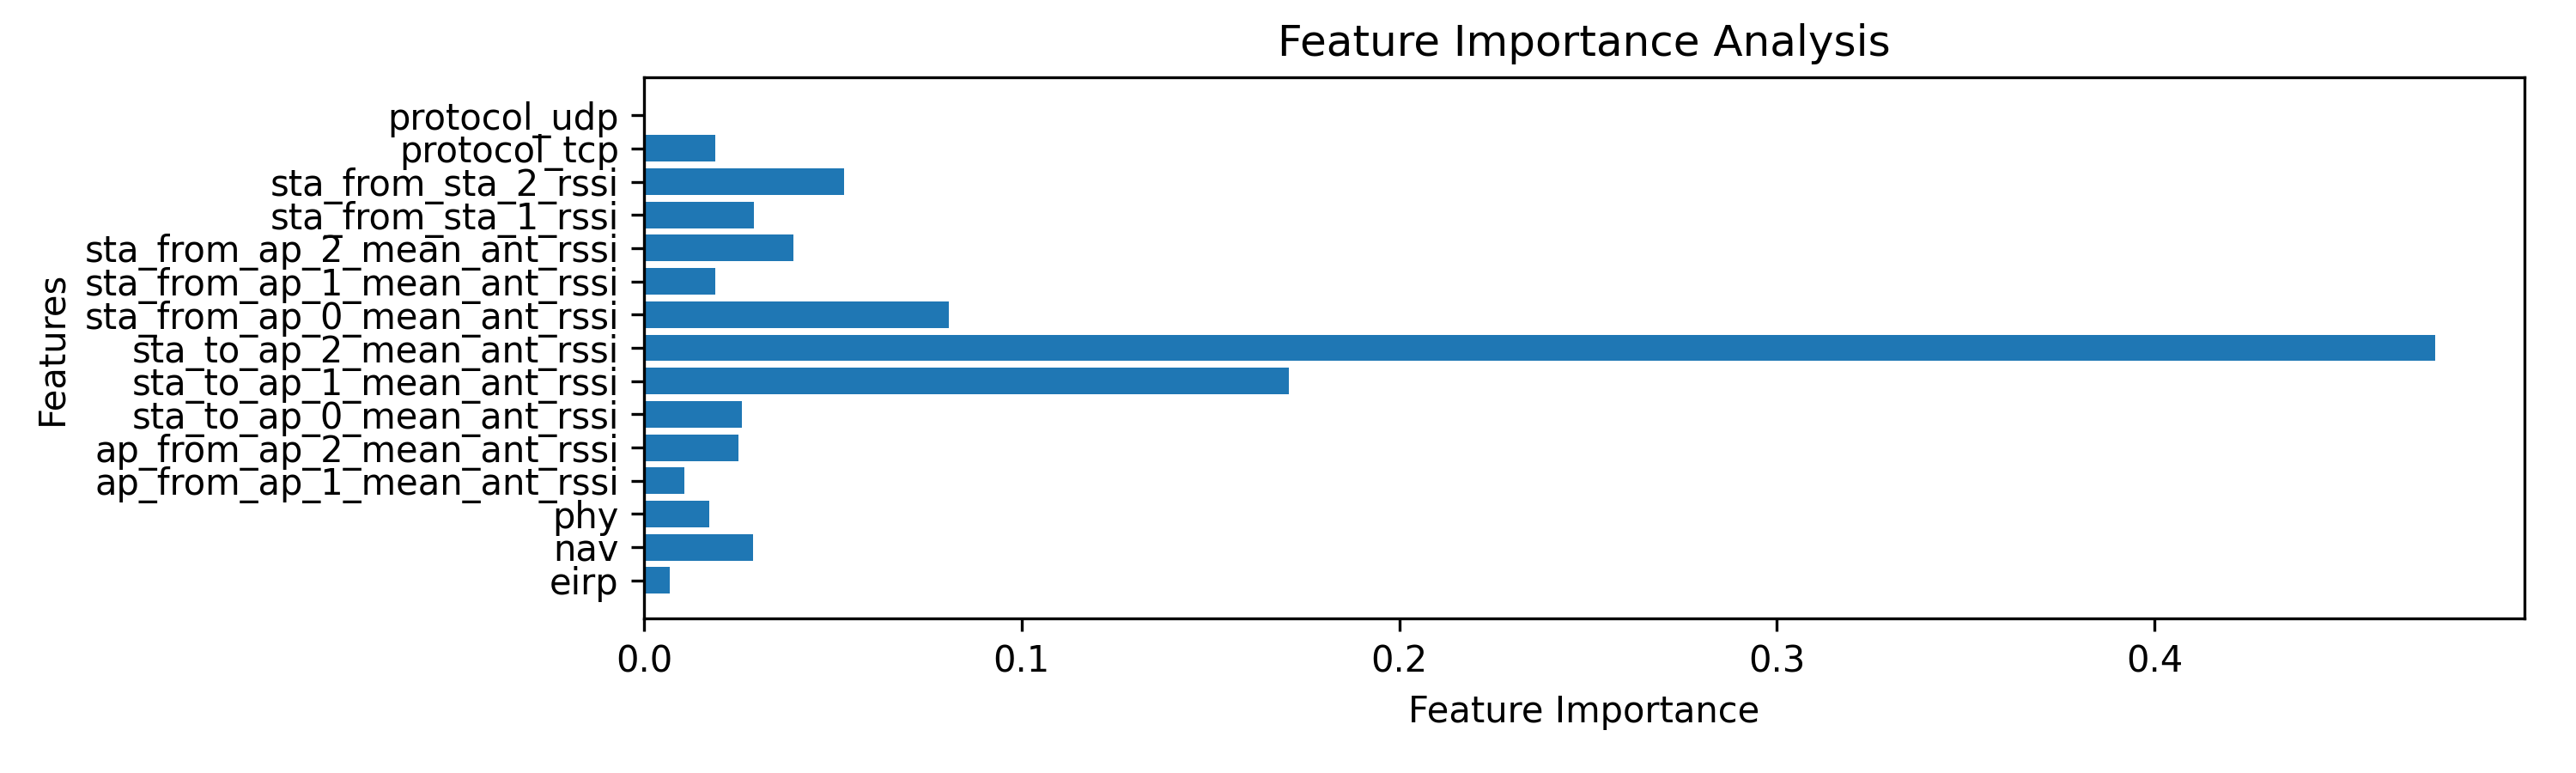 Feature Importance Analysis
Features
protocol_udp
protocol_tcp
sta_from_sta_2_rssi
sta_from_sta_1_rssi
sta_from_ap_2_mean_ant_rssi
sta_from_ap_1_mean_ant_rssi
sta_from_ap_0_mean_ant_rssi
sta_to_ap_2_mean_ant_rssi
sta_to_ap_1_mean_ant_rssi
sta_to_ap_0_mean_ant_rssi
ap_from_ap_2_mean_ant_rssi
ap_from_ap_1_mean_ant_rssi
phy
nav
eirp
0.0 0.1 0.2 0.3 0.4
Feature Importance